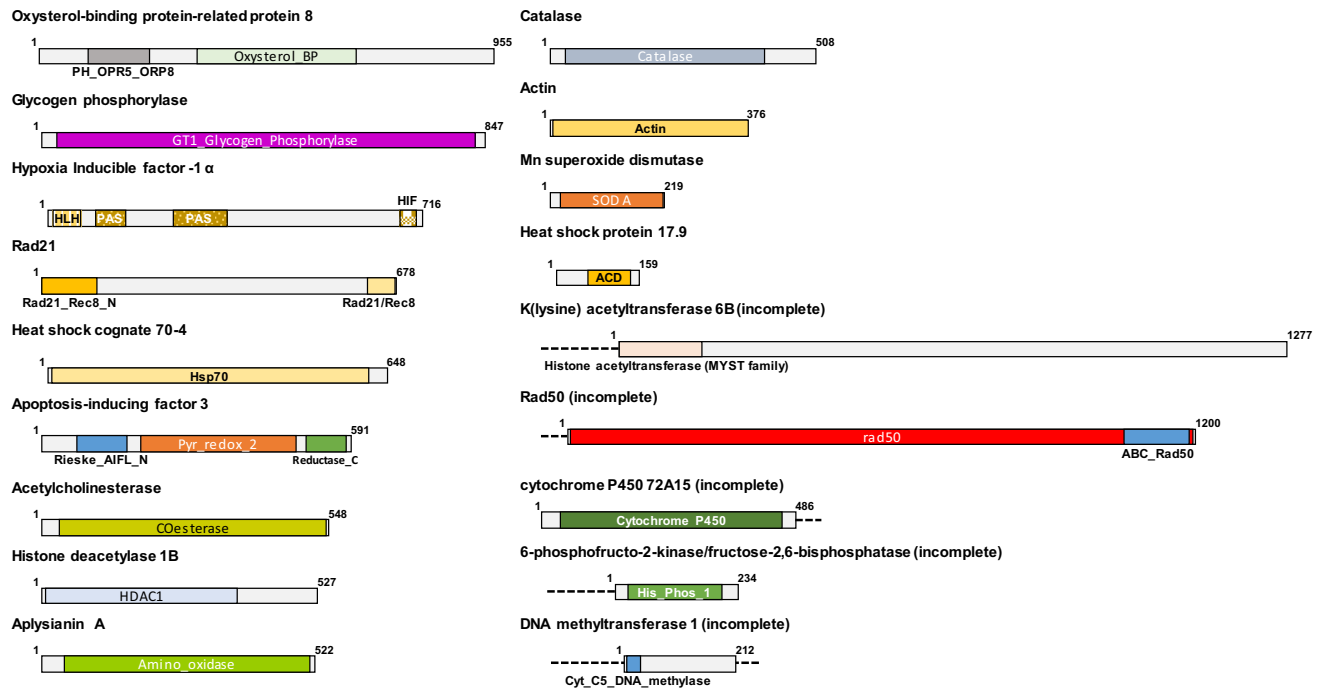 Oxysterol-binding protein-related protein 8
1
955
Oxysterol_BP
PH_OPR5_ORP8
Glycogen phosphorylase
1
847
GT1_Glycogen_Phosphorylase
Hypoxia Inducible factor -1 α
1
HIF
716
HLH
PAS
PAS
Rad21
1
678
Rad21_Rec8_N
Rad21/Rec8
Heat shock cognate 70-4
1
648
Hsp70
Apoptosis-inducing factor 3
1
591
Pyr_redox_2
Rieske_AIFL_N
Reductase_C
Acetylcholinesterase
1
548
COesterase
Histone deacetylase 1B
1
527
HDAC1
Aplysianin A
1
522
Amino_oxidase
Catalase
1
508
Catalase
Actin
1
376
Actin
Mn superoxide dismutase
1
219
SOD A
Heat shock protein 17.9
1
159
ACD
K(lysine) acetyltransferase 6B (incomplete)
1
1277
Histone acetyltransferase (MYST family)
Rad50 (incomplete)
1
1200
rad50
ABC_Rad50
cytochrome P450 72A15 (incomplete)
1
486
Cytochrome P450
6-phosphofructo-2-kinase/fructose-2,6-bisphosphatase (incomplete)
1
234
His_Phos_1
DNA methyltransferase 1 (incomplete)
1
212
Cyt_C5_DNA_methylase